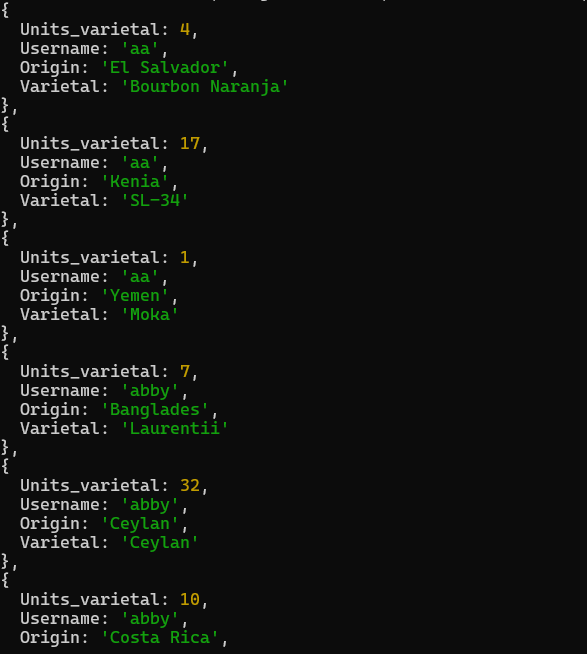 {
  Units_varietal: 4,
  Username: 'aa',
  Origin: 'El Salvador',
  Varietal: 'Bourbon Naranja'
},
{
  Units_varietal: 17,
  Username: 'aa',
  Origin: 'Kenia',
  Varietal: 'SL-34'
},
{
  Units_varietal: 1,
  Username: 'aa',
  Origin: 'Yemen',
  Varietal: 'Moka'
},
{
  Units_varietal: 7,
  Username: 'abby',
  Origin: 'Banglades',
  Varietal: 'Laurentii'
},
{
  Units_varietal: 32,
  Username: 'abby',
  Origin: 'Ceylan',
  Varietal: 'Ceylan'
},
{
  Units_varietal: 10,
  Username: 'abby',
  Origin: 'Costa Rica',